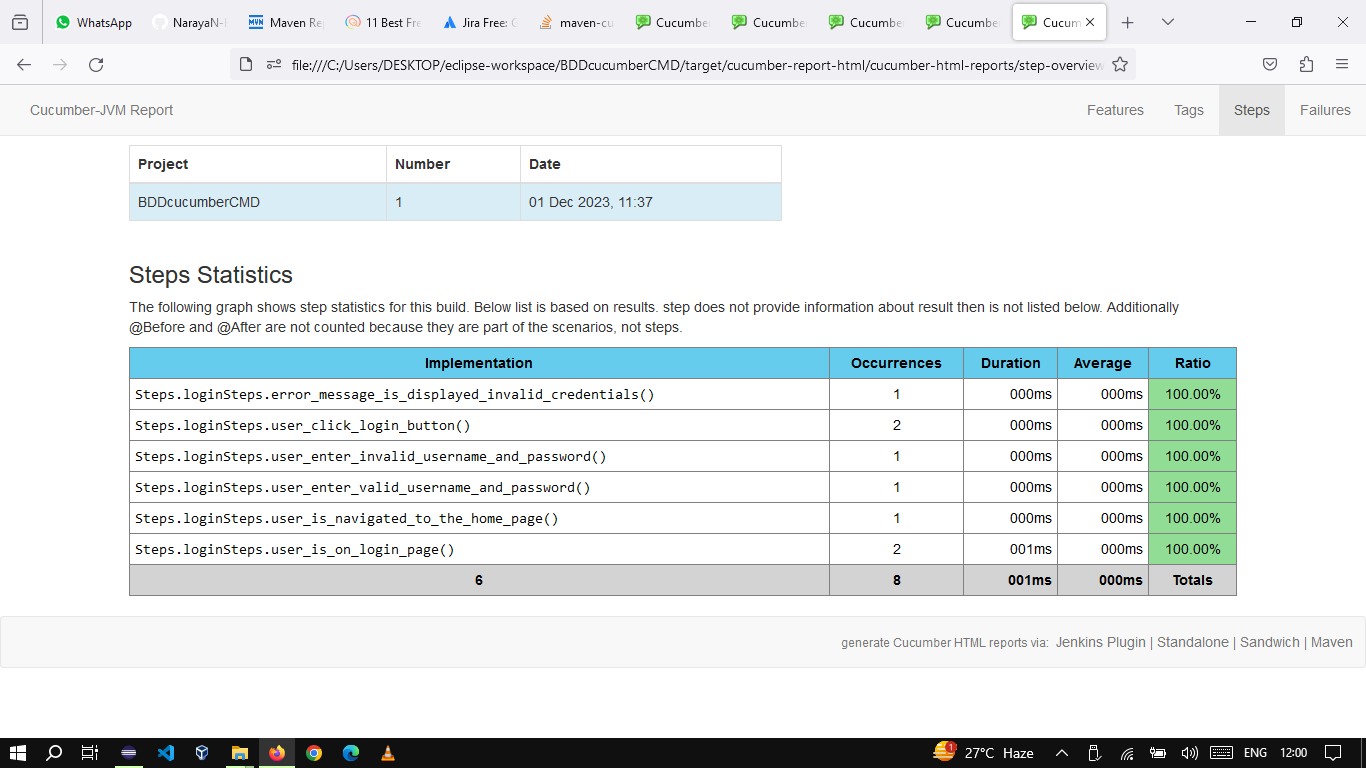 WhatsApp
NarayaN-
Maven Re
11 Best Fre
Jira Free: G
maven-cu
Cucumber
Cucumber
Cucumber
Cucumber
Cucum
file:///C:/Users/DESKTOP/eclipse-workspace/BDDcucumberCMD/target/cucumber-report-html/cucumber-html-reports/step-overview
Cucumber-JVM Report
Features
Tags
Steps
Failures
Project Number Date
BDDcucumberCMD 1 01 Dec 2023, 11:37
Steps Statistics
The following graph shows step statistics for this build. Below list is based on results. step does not provide information about result then is not listed below. Additionally
@Before and @After are not counted because they are part of the scenarios, not steps.
Implementation Occurrences Duration Average Ratio
Steps.loginSteps.error_message_is_displayed_invalid_credentials() 1 000ms 000ms 100.00%
Steps.loginSteps.user_click_login_button() 2 000ms 000ms 100.00%
Steps.loginSteps.user_enter_invalid_username_and_password() 1 000ms 000ms 100.00%
Steps.loginSteps.user_enter_valid_username_and_password() 1 000ms 000ms 100.00%
Steps.loginSteps.user_is_navigated_to_the_home_page() 1 000ms 000ms 100.00%
Steps.loginSteps.user_is_on_login_page() 2 001ms 000ms 100.00%
6 8 001ms 000ms Totals
generate Cucumber HTML reports via: Jenkins Plugin | Standalone | Sandwich | Maven
1
27°C Haze
ENG
12:00